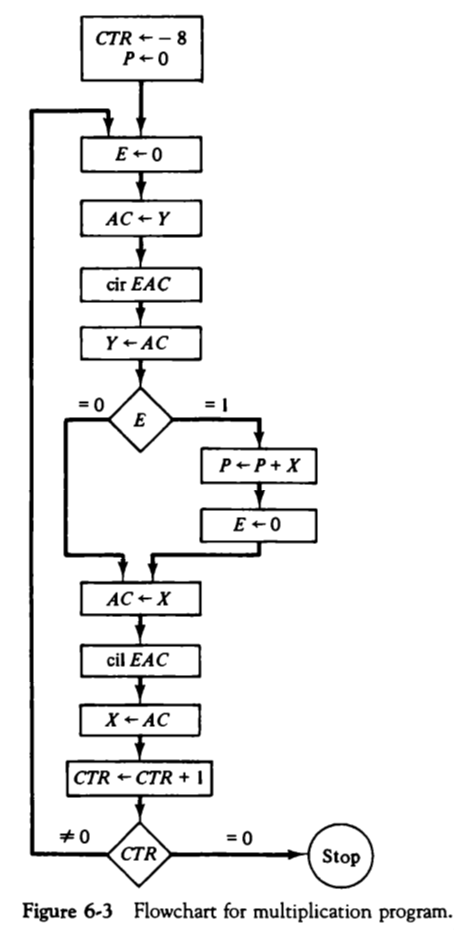 CTR ← − 8
P ← 0
E ← 0
AC ← Y
cir EAC
Y ← AC
= 0
E
= 1
P ← P + X
E ← 0
AC ← X
cil EAC
X ← AC
CTR ← CTR + 1
≠ 0
CTR
= 0
Stop
Figure 6-3 Flowchart for multiplication program.